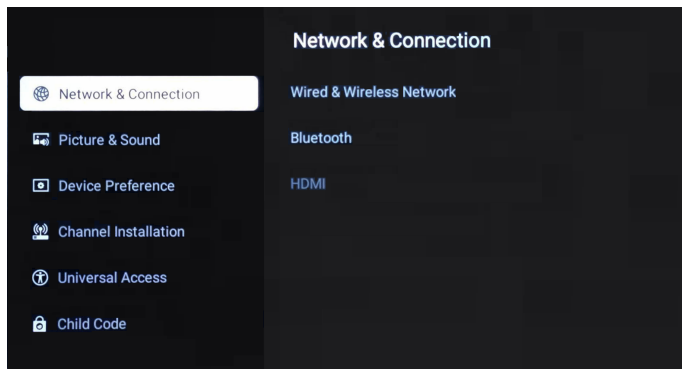 Network & Connection
Network & Connection
Wired & Wireless Network
Picture & Sound
Bluetooth
Device Preference
HDMI
Channel Installation
Universal Access
Child Code